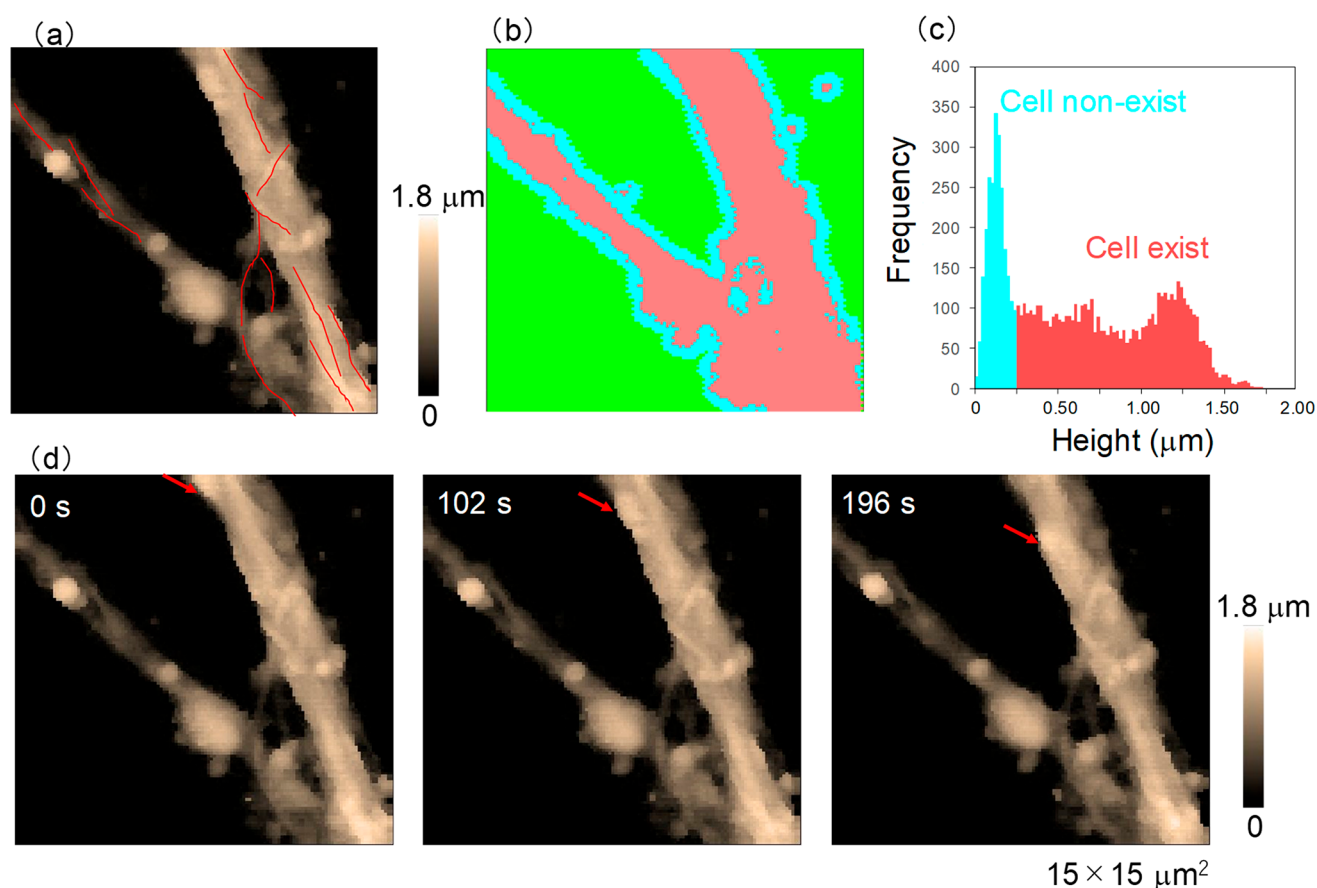 (a)
1.8 μm
0
(b)
(c)
400
350
300
250
200
150
100
50
0
Frequency
Cell non-exist
Cell exist
0 0.50 1.00 1.50 2.00
Height (μm)
(d)
0 s
102 s
196 s
1.8 μm
0
15×15 μm²